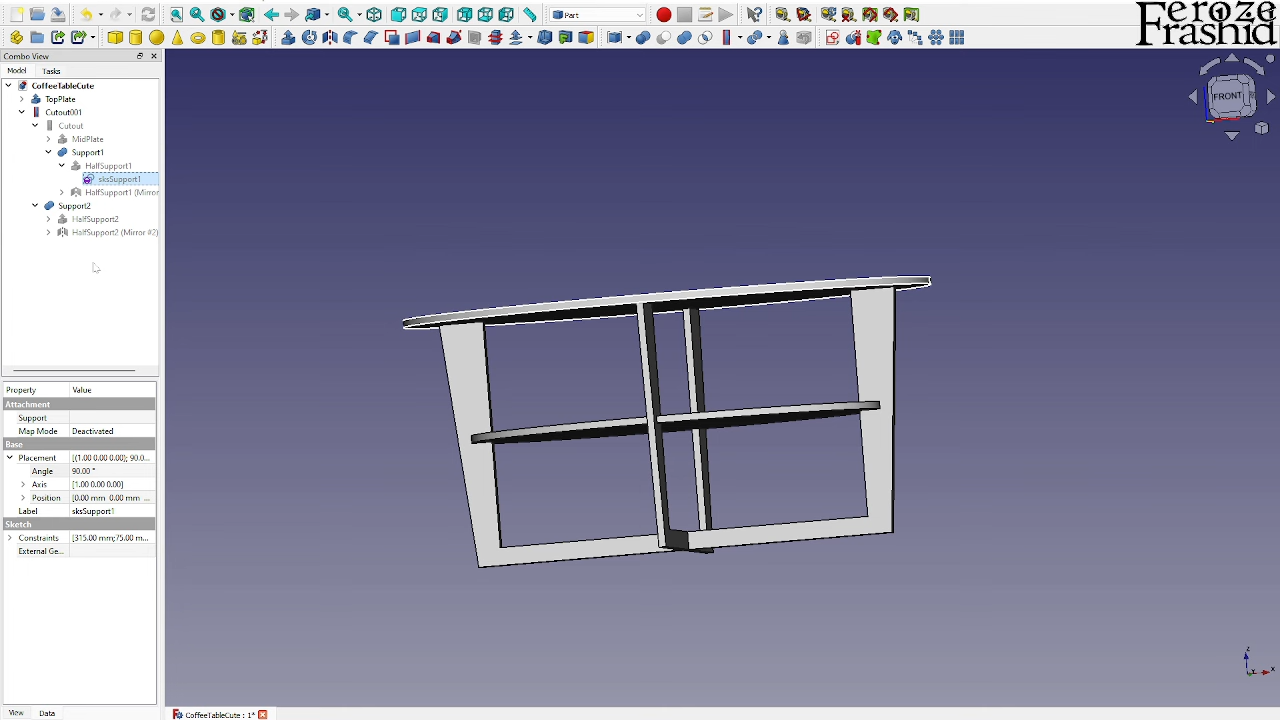 Part
Feroze
Frashid
Combo View
Model Tasks
CoffeeTableCute
TopPlate
Cutout001
Cutout
MidPlate
Support1
HalfSupport1
sksSupport1
HalfSupport1 (Mirror
Support2
HalfSupport2
HalfSupport2 (Mirror #2)
FRONT
Property Value
Attachment
Support
Map Mode Deactivated
Base
Placement [(1.00 0.00 0.00); 90.0...
Angle 90.00 °
Axis [1.00 0.00 0.00]
Position [0.00 mm 0.00 mm ...
Label sksSupport1
Sketch
Constraints [315.00 mm;75.00 m...
External Ge...
View Data
CoffeeTableCute : 1*
Z
Y
X